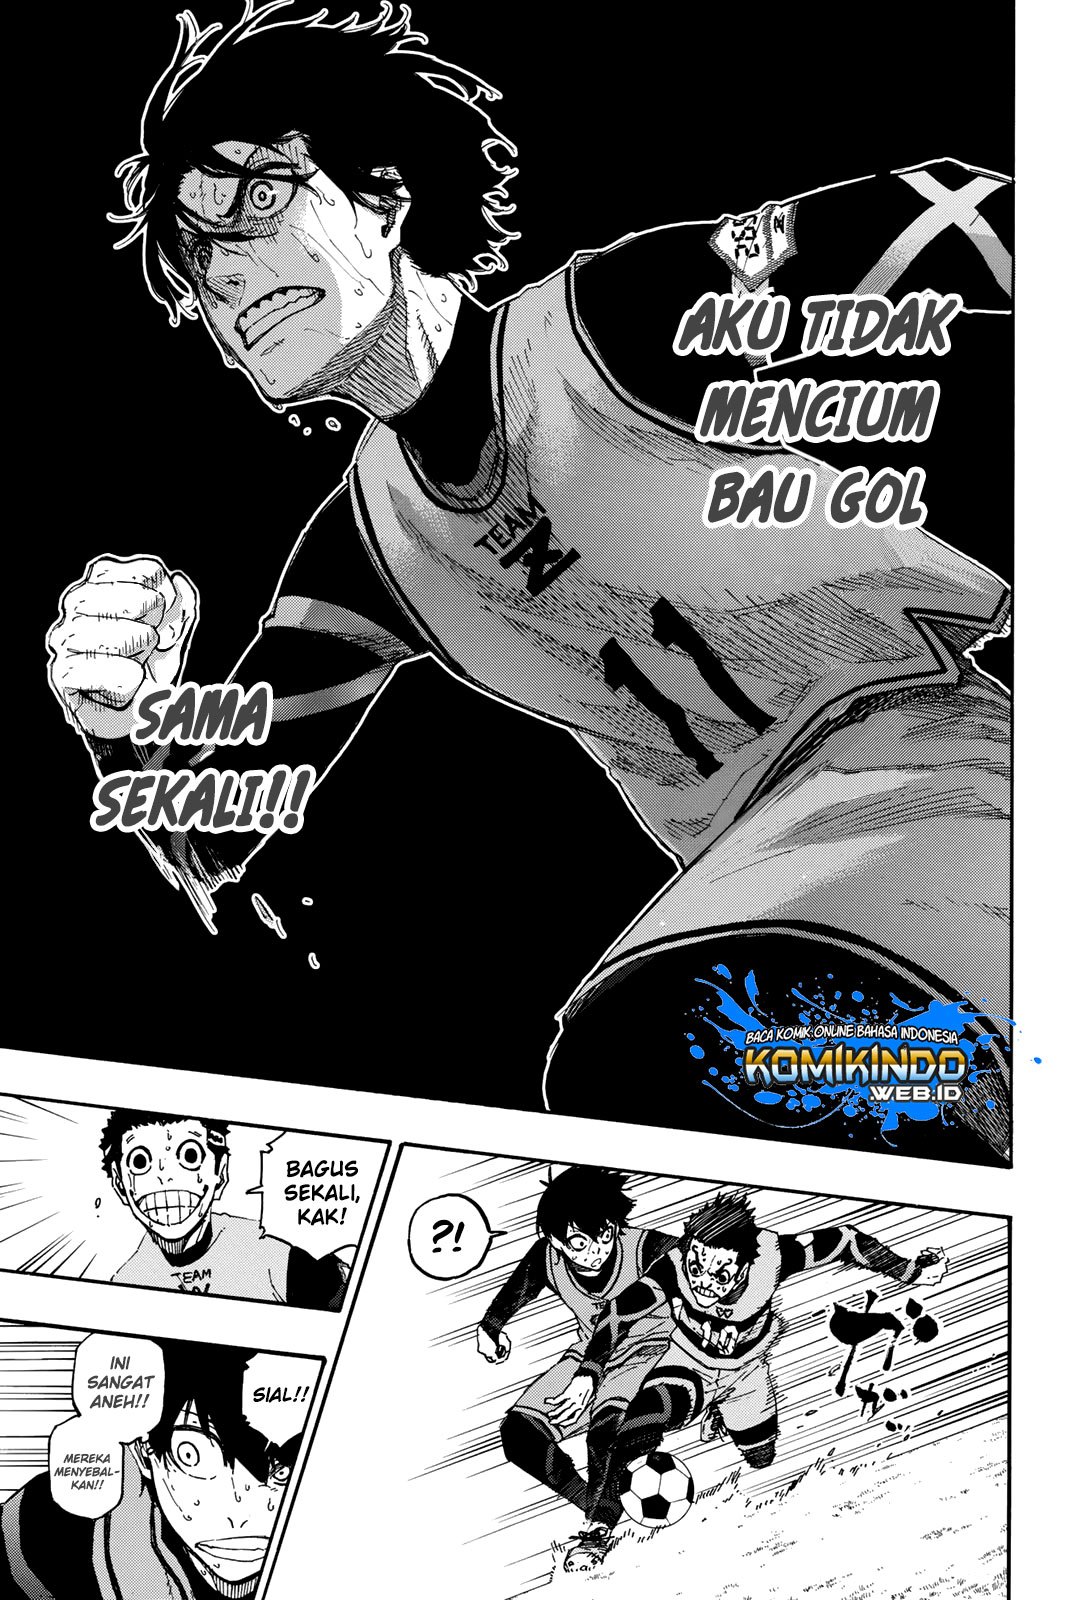 AKU TIDAK
MENCIUM
BAU GOL
TEAM
Z
11
SAMA
SEKALI!!
BACA KOMIK ONLINE BAHASA INDONESIA
KOMIKINDO
.WEB.ID
?!
BAGUS
SEKALI,
KAK!
TEAM
W
SIAL!!
INI
SANGAT
ANEH!!
MEREKA
MENYEBAL-
KAN!!